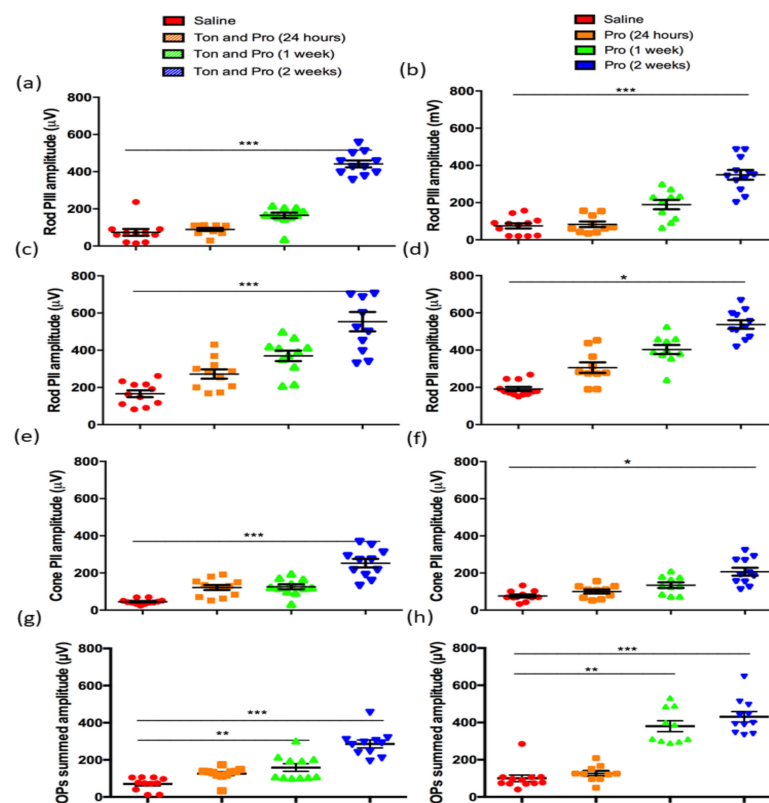 Saline
Ton and Pro (24 hours)
Ton and Pro (1 week)
Ton and Pro (2 weeks)
Saline
Pro (24 hours)
Pro (1 week)
Pro (2 weeks)
(a)
Rod PIII amplitude (µV)
800
600
400
200
0
***
(b)
Rod PIII amplitude (mV)
800
600
400
200
0
***
(c)
Rod PII amplitude (µV)
800
600
400
200
0
***
(d)
Rod PII amplitude (µV)
800
600
400
200
0
*
(e)
Cone PII amplitude (µV)
800
600
400
200
0
***
(f)
Cone PII amplitude (µV)
800
600
400
200
0
*
(g)
OPs summed amplitude (µV)
800
600
400
200
0
***
**
(h)
OPs summed amplitude (µV)
800
600
400
200
0
***
**